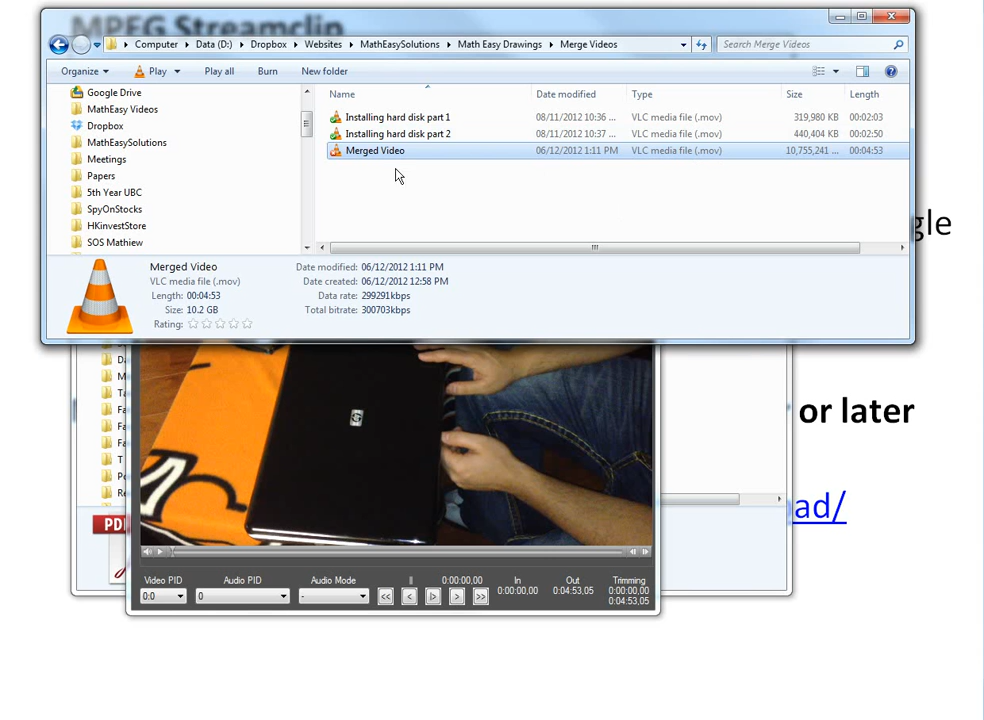 MPEG Streamclip
Computer Data (D:) Dropbox Websites MathEasySolutions Math Easy Drawings Merge Videos Search Merge Videos
Organize Play Play all Burn New folder
Google Drive
MathEasy Videos
Dropbox
MathEasySolutions
Meetings
Papers
5th Year UBC
SpyOnStocks
HKinvestStore
SOS Mathiew
Name Date modified Type Size Length
Installing hard disk part 1 08/11/2012 10:36 ... VLC media file (.mov) 319,980 KB 00:02:03
Installing hard disk part 2 08/11/2012 10:37 ... VLC media file (.mov) 440,404 KB 00:02:50
Merged Video 06/12/2012 1:11 PM VLC media file (.mov) 10,755,241 ... 00:04:53
gle
Merged Video
VLC media file (.mov)
Length: 00:04:53
Size: 10.2 GB
Rating:
Date modified: 06/12/2012 1:11 PM
Date created: 06/12/2012 12:58 PM
Data rate: 299291kbps
Total bitrate: 300703kbps
D
M
Ta
Fa
Fa
Fa
T
Po
Re
PD
hp
or later
ad/
Video PID Audio PID Audio Mode || 0:00:00,00 In Out Trimming
0:0 0 - << < |> > >> 0:00:00,00 0:04:53,05 0:00:00,00
0:04:53,05